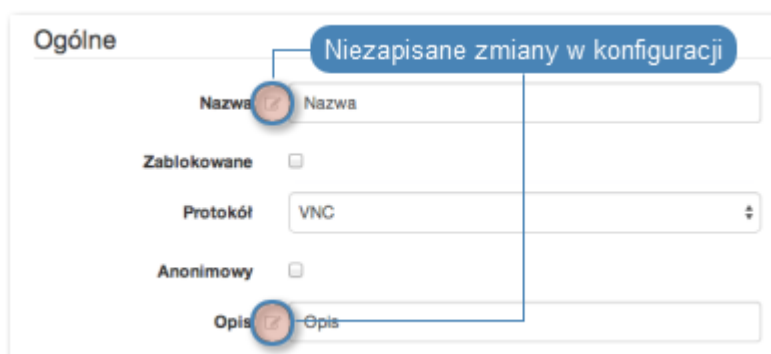 Ogólne
Niezapisane zmiany w konfiguracji
Nazwa Nazwa
Zablokowane
Protokół VNC
Anonimowy
Opis Opis